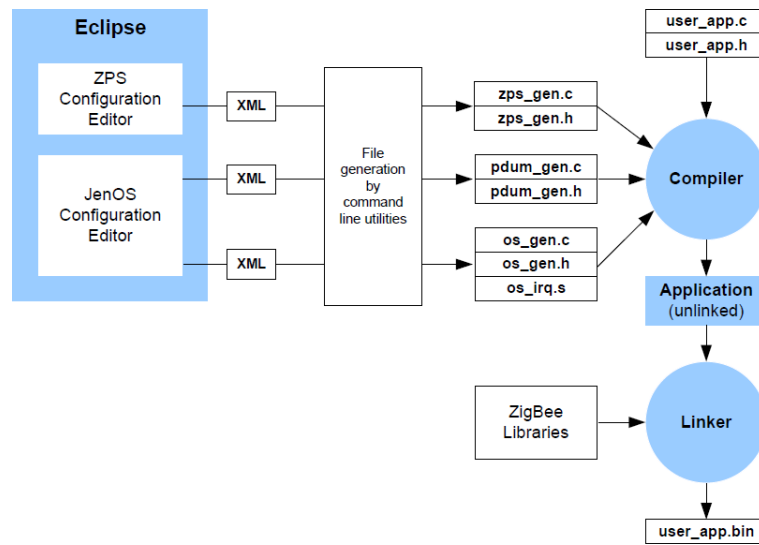 Eclipse
ZPS
Configuration
Editor
JenOS
Configuration
Editor
XML
XML
XML
File
generation
by
command
line utilities
zps_gen.c
zps_gen.h
pdum_gen.c
pdum_gen.h
os_gen.c
os_gen.h
os_irq.s
user_app.c
user_app.h
Compiler
Application
(unlinked)
ZigBee
Libraries
Linker
user_app.bin